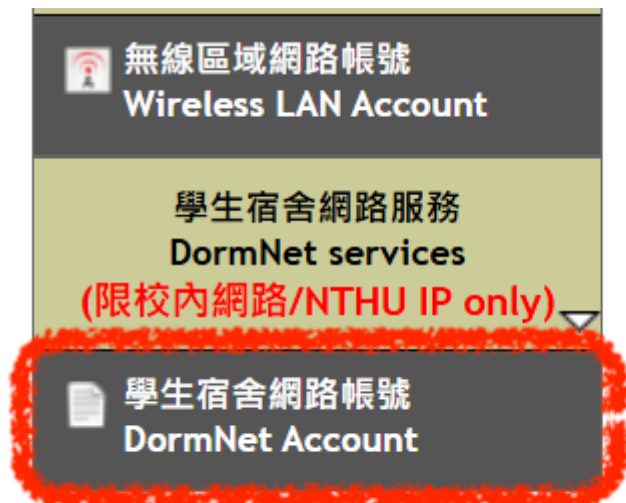 無線區域網路帳號
Wireless LAN Account
學生宿舍網路服務
DormNet services
(限校內網路/NTHU IP only)
學生宿舍網路帳號
DormNet Account